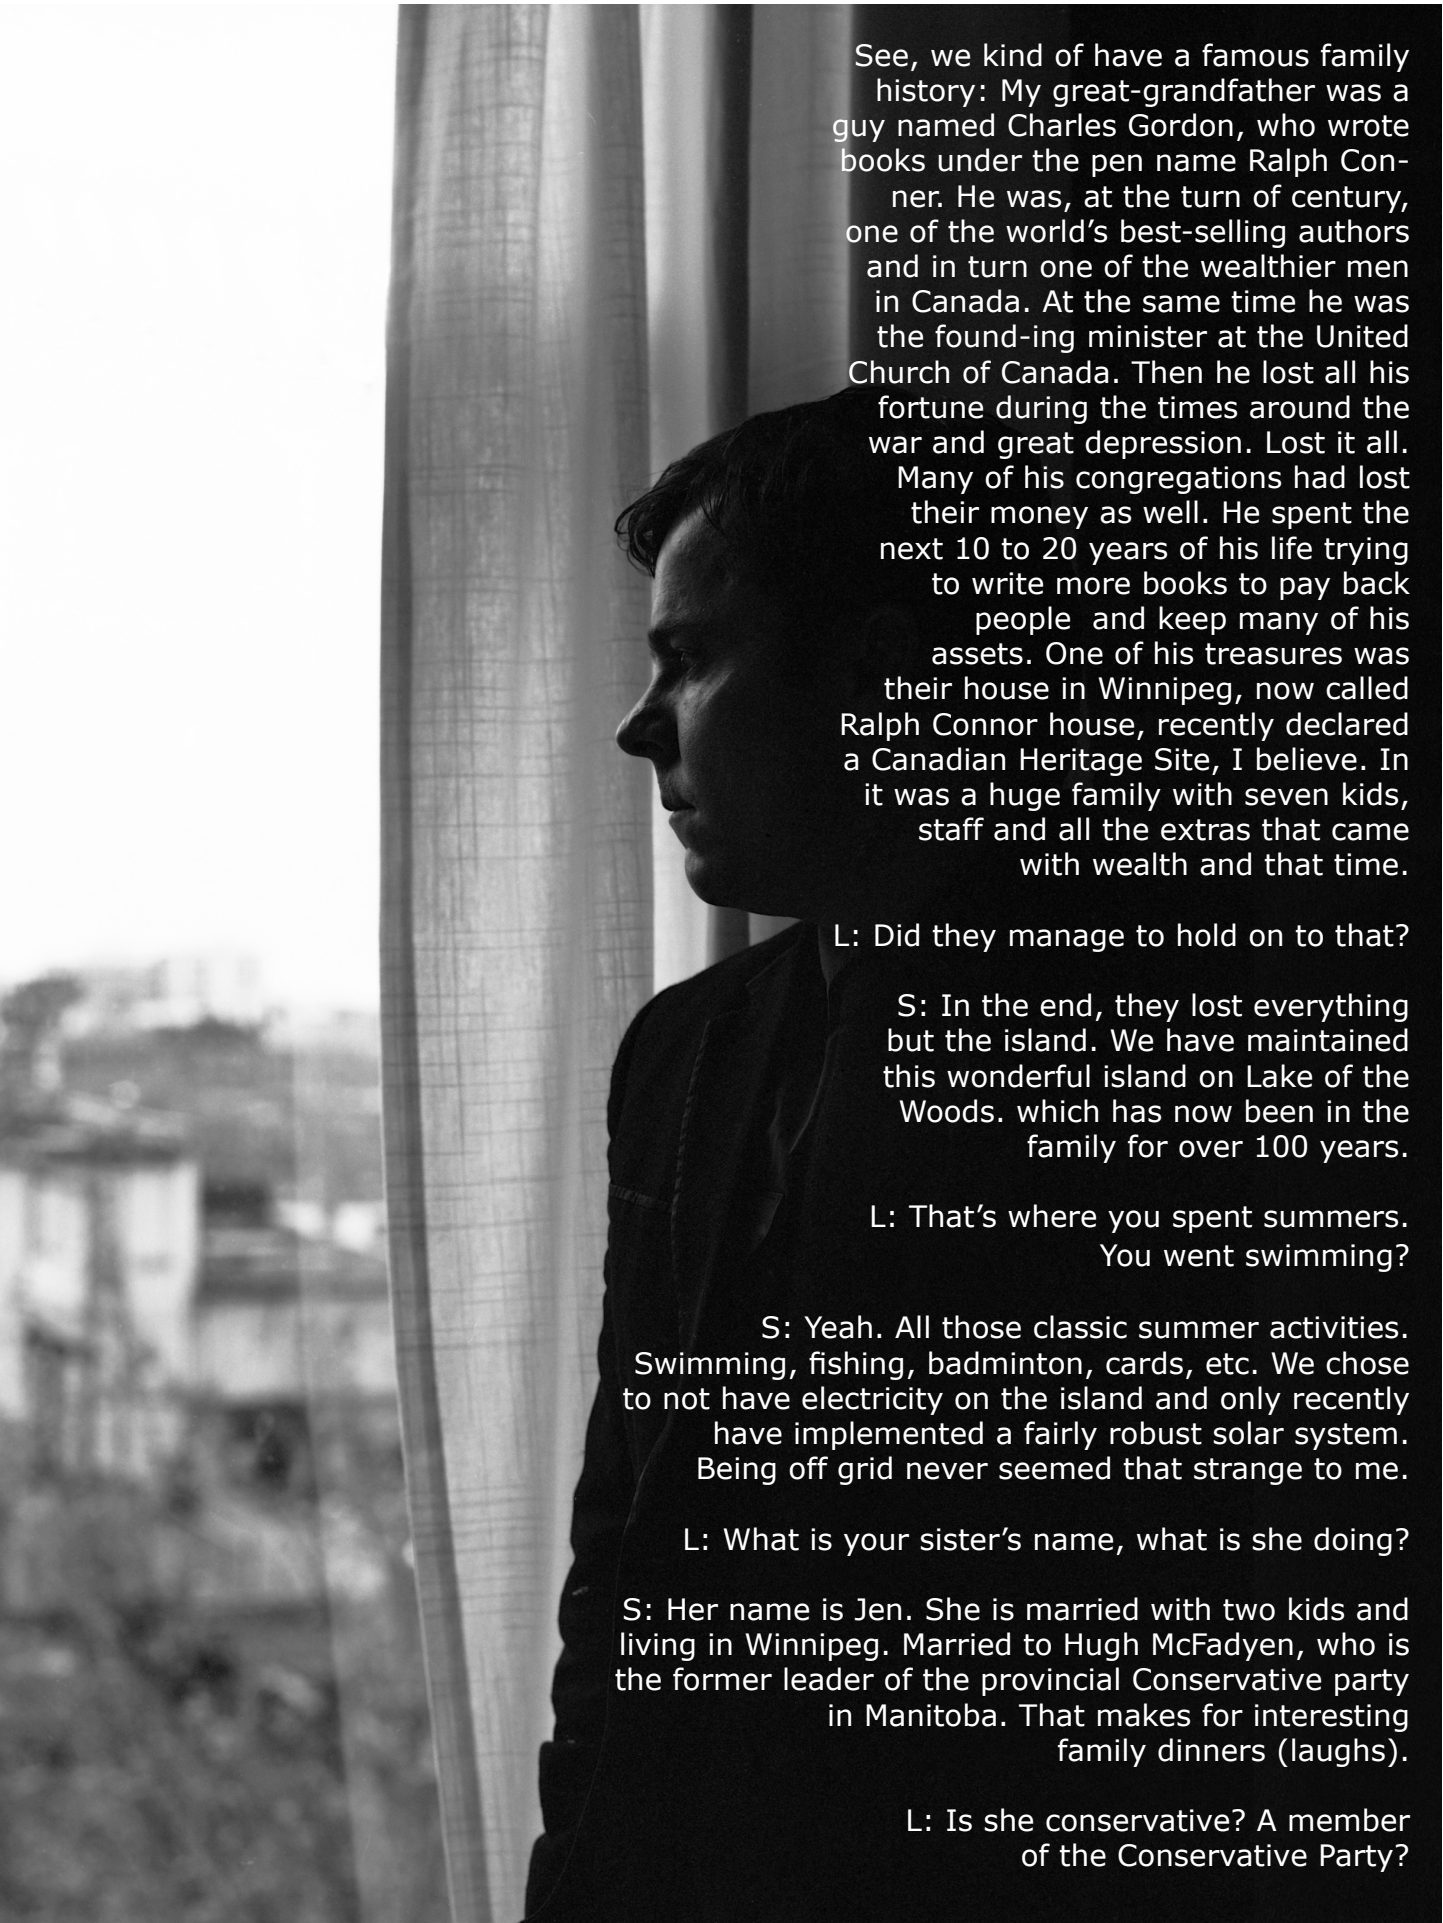 See, we kind of have a famous family
history: My great-grandfather was a
guy named Charles Gordon, who wrote
books under the pen name Ralph Con-
ner. He was, at the turn of century,
one of the world’s best-selling authors
and in turn one of the wealthier men
in Canada. At the same time he was
the found-ing minister at the United
Church of Canada. Then he lost all his
fortune during the times around the
war and great depression. Lost it all.
Many of his congregations had lost
their money as well. He spent the
next 10 to 20 years of his life trying
to write more books to pay back
people  and keep many of his
assets. One of his treasures was
their house in Winnipeg, now called
Ralph Connor house, recently declared
a Canadian Heritage Site, I believe. In
it was a huge family with seven kids,
staff and all the extras that came
with wealth and that time.
L: Did they manage to hold on to that?
S: In the end, they lost everything
but the island. We have maintained
this wonderful island on Lake of the
Woods. which has now been in the
family for over 100 years.
L: That’s where you spent summers.
You went swimming?
S: Yeah. All those classic summer activities.
Swimming, fishing, badminton, cards, etc. We chose
to not have electricity on the island and only recently
have implemented a fairly robust solar system.
Being off grid never seemed that strange to me.
L: What is your sister’s name, what is she doing?
S: Her name is Jen. She is married with two kids and
living in Winnipeg. Married to Hugh McFadyen, who is
the former leader of the provincial Conservative party
in Manitoba. That makes for interesting
family dinners (laughs).
L: Is she conservative? A member
of the Conservative Party?